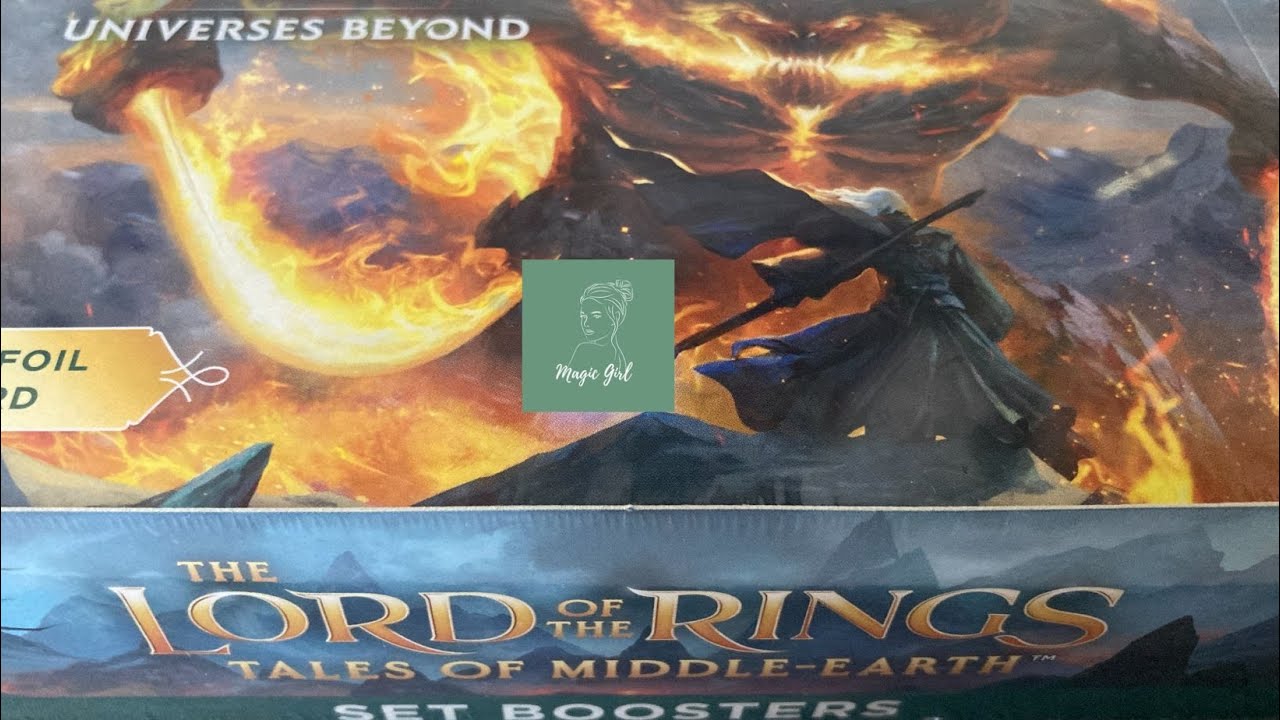 UNIVERSES BEYOND
FOIL
RD
Magic Girl
THE
LORD OF THE RINGS
TALES OF MIDDLE-EARTH™
SET BOOSTERS